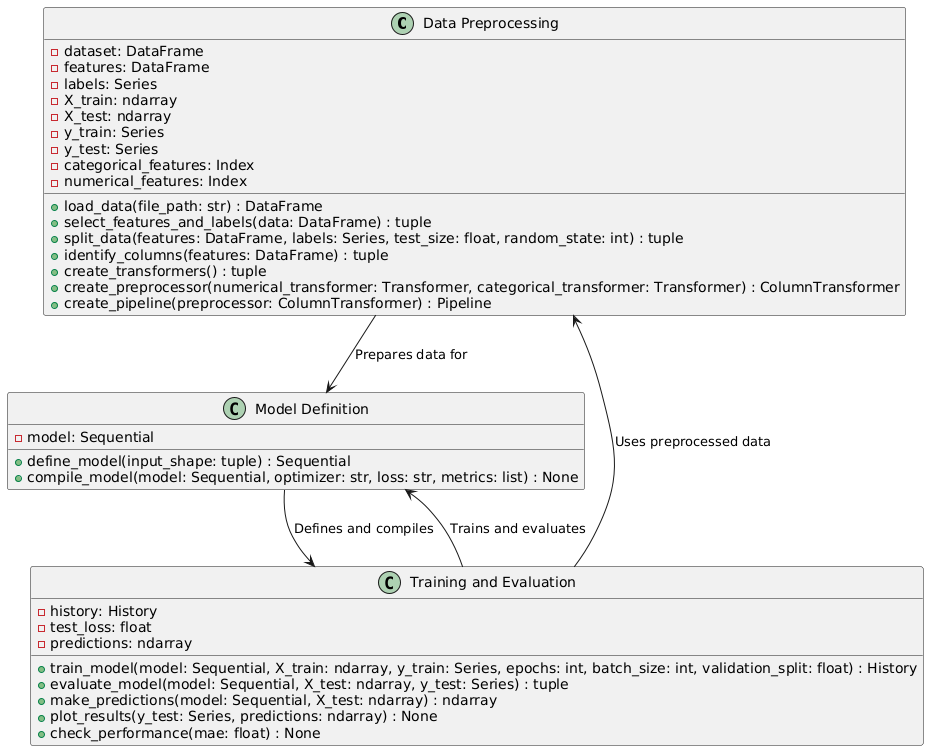 C Data Preprocessing
dataset: DataFrame
features: DataFrame
labels: Series
X_train: ndarray
X_test: ndarray
y_train: Series
y_test: Series
categorical_features: Index
numerical_features: Index
load_data(file_path: str) : DataFrame
select_features_and_labels(data: DataFrame) : tuple
split_data(features: DataFrame, labels: Series, test_size: float, random_state: int) : tuple
identify_columns(features: DataFrame) : tuple
create_transformers() : tuple
create_preprocessor(numerical_transformer: Transformer, categorical_transformer: Transformer) : ColumnTransformer
create_pipeline(preprocessor: ColumnTransformer) : Pipeline
Prepares data for
C Model Definition
model: Sequential
define_model(input_shape: tuple) : Sequential
compile_model(model: Sequential, optimizer: str, loss: str, metrics: list) : None
Uses preprocessed data
Defines and compiles
Trains and evaluates
C Training and Evaluation
history: History
test_loss: float
predictions: ndarray
train_model(model: Sequential, X_train: ndarray, y_train: Series, epochs: int, batch_size: int, validation_split: float) : History
evaluate_model(model: Sequential, X_test: ndarray, y_test: Series) : tuple
make_predictions(model: Sequential, X_test: ndarray) : ndarray
plot_results(y_test: Series, predictions: ndarray) : None
check_performance(mae: float) : None